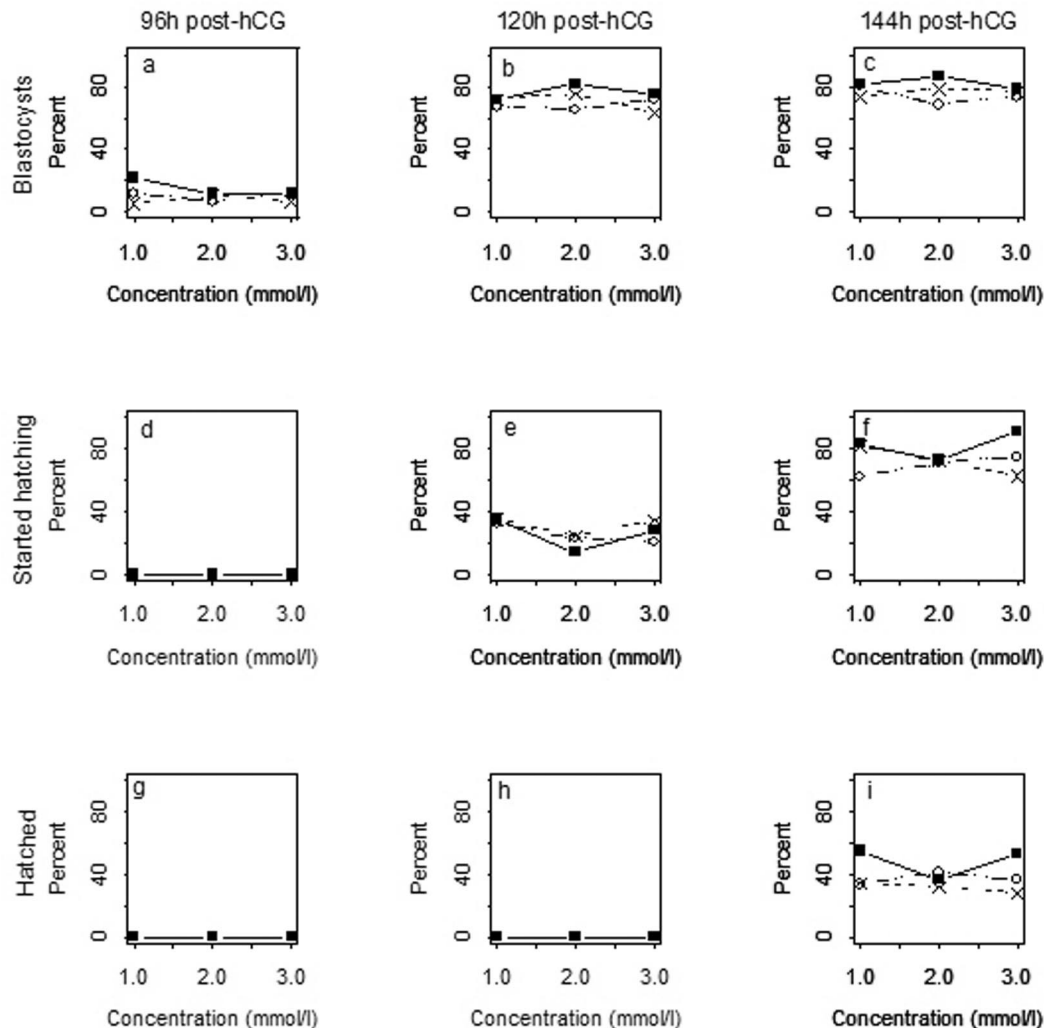 96h post-hCG 120h post-hCG 144h post-hCG
Blastocysts
Percent
80
40
0
a
1.0 2.0 3.0
Concentration (mmol/l)
Percent
80
40
0
b
1.0 2.0 3.0
Concentration (mmol/l)
Percent
80
40
0
c
1.0 2.0 3.0
Concentration (mmol/l)
Started hatching
Percent
80
40
0
d
1.0 2.0 3.0
Concentration (mmol/l)
Percent
80
40
0
e
1.0 2.0 3.0
Concentration (mmol/l)
Percent
80
40
0
f
1.0 2.0 3.0
Concentration (mmol/l)
Hatched
Percent
80
40
0
g
1.0 2.0 3.0
Concentration (mmol/l)
Percent
80
40
0
h
1.0 2.0 3.0
Concentration (mmol/l)
Percent
80
40
0
i
1.0 2.0 3.0
Concentration (mmol/l)